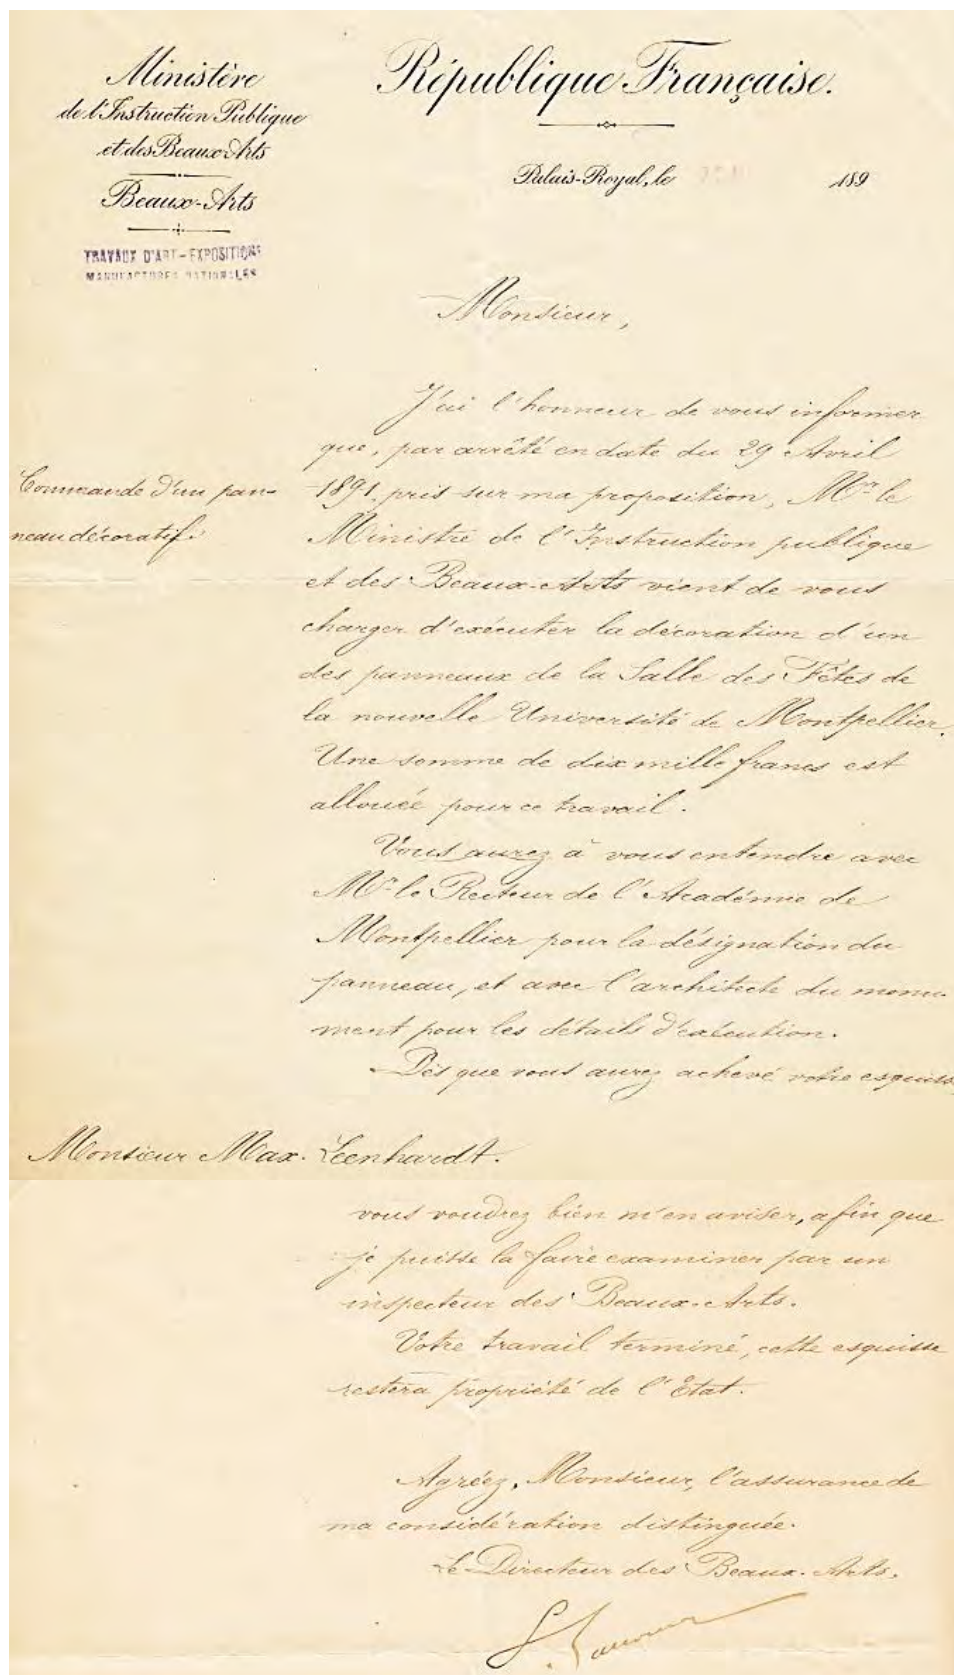 Ministère
de l'Instruction Publique
et des Beaux-Arts
Beaux-Arts
TRAVAUX D'ART - EXPOSITIONS
MANUFACTURES NATIONALES
République Française.
Palais-Royal, le 189
Monsieur,
Commande d'un pan-
neau décoratif.
J'ai l'honneur de vous informer
que, par arrêté en date du 29 Avril
1891, pris sur ma proposition, Mr. le
Ministre de l'Instruction publique
et des Beaux-Arts vient de vous
charger d'exécuter la décoration d'un
des panneaux de la Salle des Fêtes de
la nouvelle Université de Montpellier.
Une somme de dix mille francs est
allouée pour ce travail.
Vous aurez à vous entendre avec
Mr. le Recteur de l'Académie de
Montpellier pour la désignation du
panneau, et avec l'architecte du monu-
ment pour les détails d'exécution.
Dès que vous aurez achevé votre esquiss
Monsieur Max. Leenhardt.
vous voudrez bien m'en aviser, afin que
je puisse la faire examiner par un
inspecteur des Beaux-Arts.
Votre travail terminé, cette esquisse
restera propriété de l'Etat.
Agréez, Monsieur, l'assurance de
ma considération distinguée.
Le Directeur des Beaux-Arts.